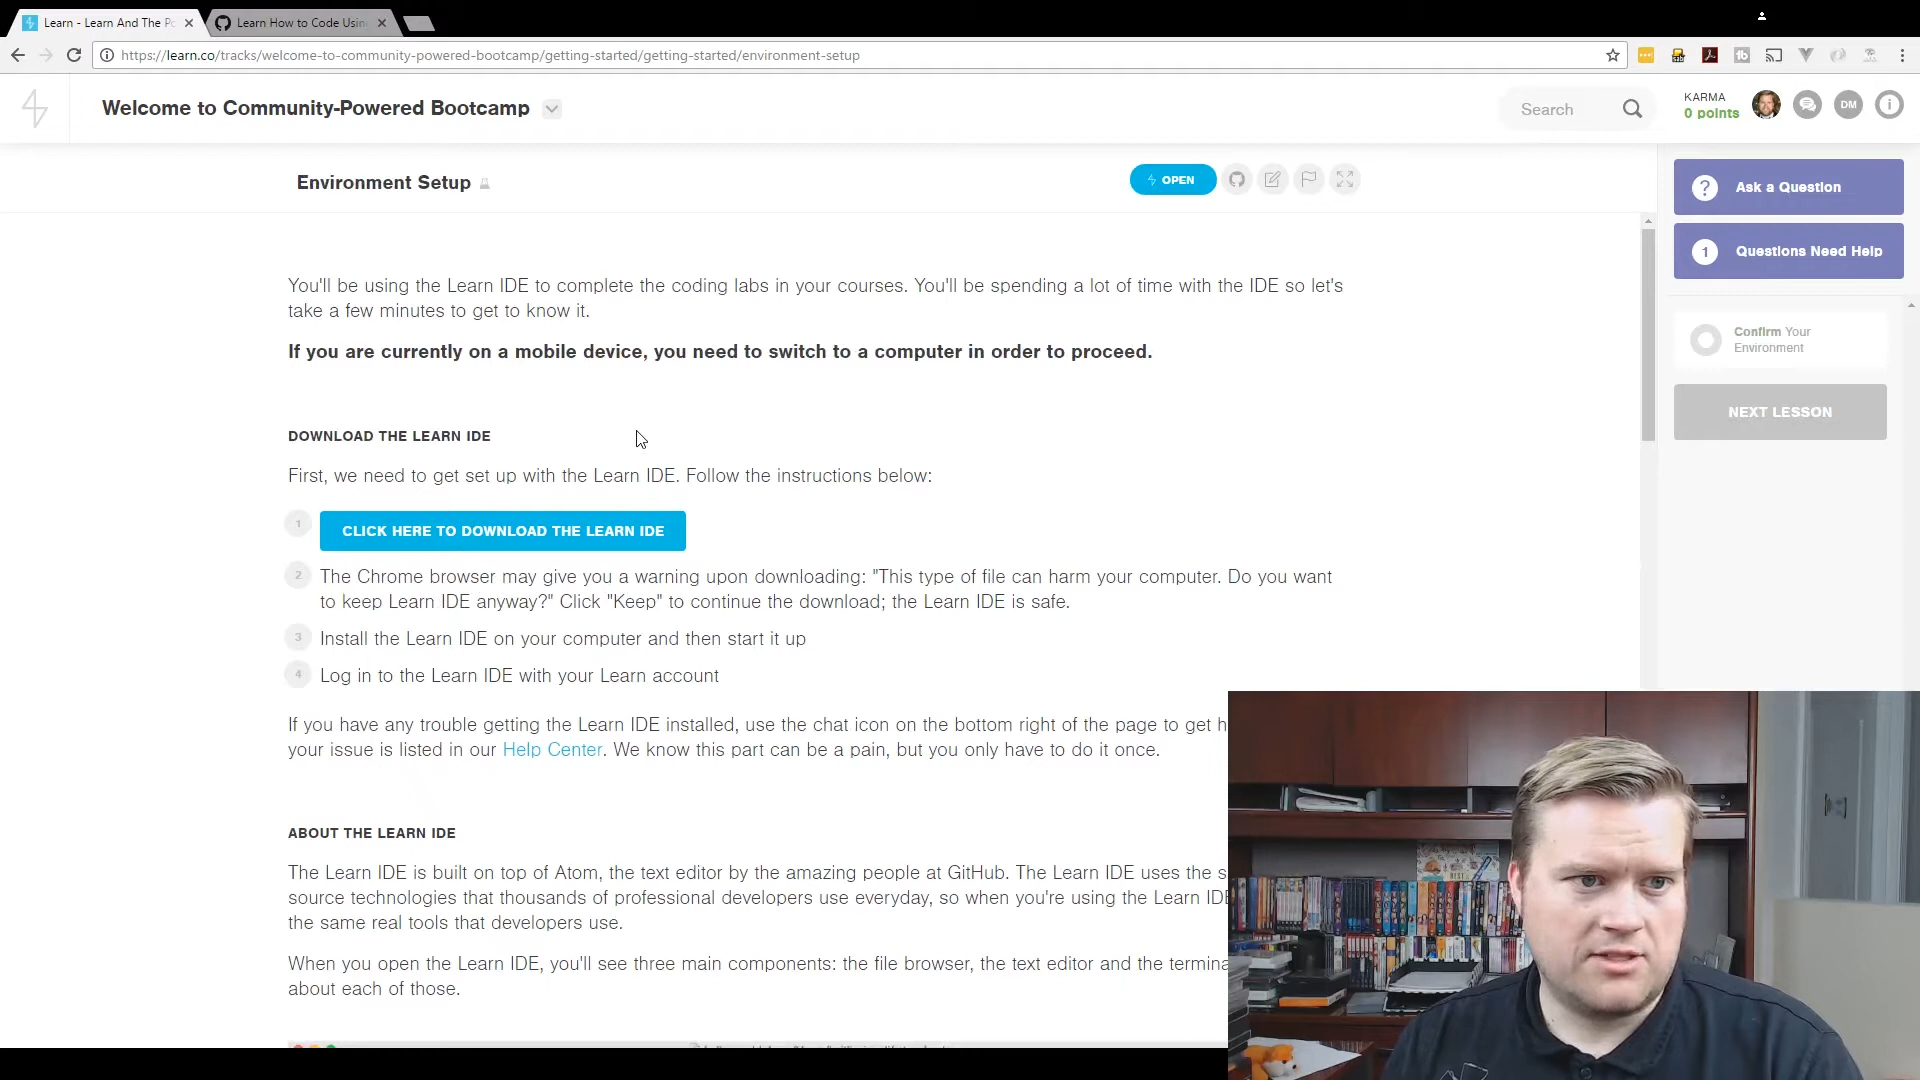 Learn - Learn And The Po
Learn How to Code Usin
https://learn.co/tracks/welcome-to-community-powered-bootcamp/getting-started/getting-started/environment-setup
Welcome to Community-Powered Bootcamp
Search
KARMA
0 points
DM
Environment Setup
OPEN
Ask a Question
1 Questions Need Help
Confirm Your
Environment
NEXT LESSON
You'll be using the Learn IDE to complete the coding labs in your courses. You'll be spending a lot of time with the IDE so let's
take a few minutes to get to know it.
If you are currently on a mobile device, you need to switch to a computer in order to proceed.
DOWNLOAD THE LEARN IDE
First, we need to get set up with the Learn IDE. Follow the instructions below:
1 CLICK HERE TO DOWNLOAD THE LEARN IDE
2 The Chrome browser may give you a warning upon downloading: "This type of file can harm your computer. Do you want
to keep Learn IDE anyway?" Click "Keep" to continue the download; the Learn IDE is safe.
3 Install the Learn IDE on your computer and then start it up
4 Log in to the Learn IDE with your Learn account
If you have any trouble getting the Learn IDE installed, use the chat icon on the bottom right of the page to get h
your issue is listed in our Help Center. We know this part can be a pain, but you only have to do it once.
ABOUT THE LEARN IDE
The Learn IDE is built on top of Atom, the text editor by the amazing people at GitHub. The Learn IDE uses the s
source technologies that thousands of professional developers use everyday, so when you're using the Learn IDE
the same real tools that developers use.
When you open the Learn IDE, you'll see three main components: the file browser, the text editor and the termina
about each of those.